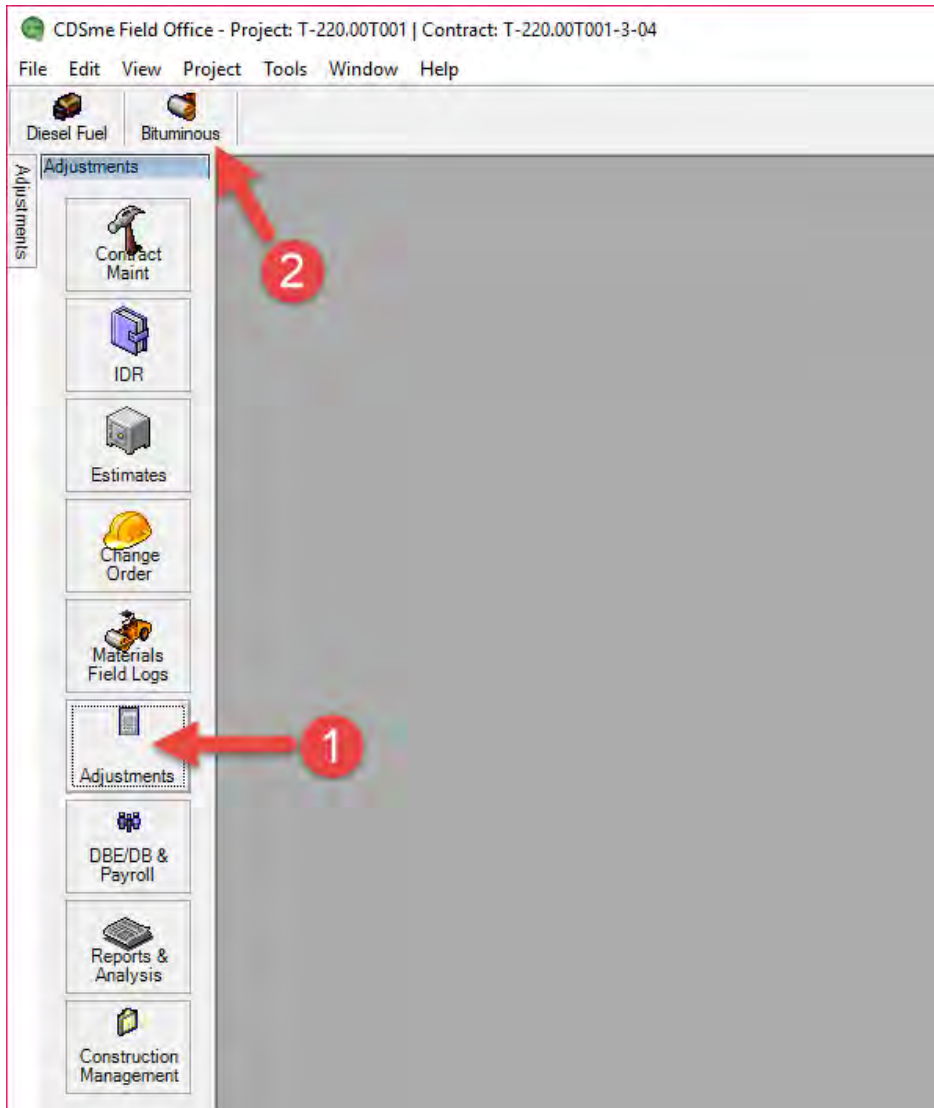 CDSme Field Office - Project: T-220.00T001 | Contract: T-220.00T001-3-04
File Edit View Project Tools Window Help
Diesel Fuel Bituminous
Adjustments
Adjustments
Contract
Maint
2
IDR
Estimates
Change
Order
Materials
Field Logs
1
Adjustments
DBE/DB &
Payroll
Reports &
Analysis
Construction
Management